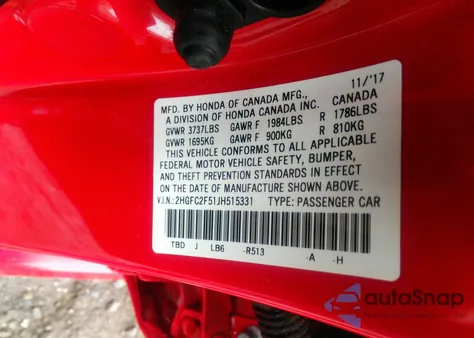 MFD. BY HONDA OF CANADA MFG., 11/'17
A DIVISION OF HONDA CANADA INC. CANADA
GVWR 3737LBS GAWR F 1984LBS R 1786LBS
GVWR 1695KG GAWR F 900KG R 810KG
THIS VEHICLE CONFORMS TO ALL APPLICABLE
FEDERAL MOTOR VEHICLE SAFETY, BUMPER,
AND THEFT PREVENTION STANDARDS IN EFFECT
ON THE DATE OF MANUFACTURE SHOWN ABOVE.
V.I.N.:2HGFC2F51JH515331 TYPE: PASSENGER CAR
TBD J LB6 -R513 -A -H
autoSnap